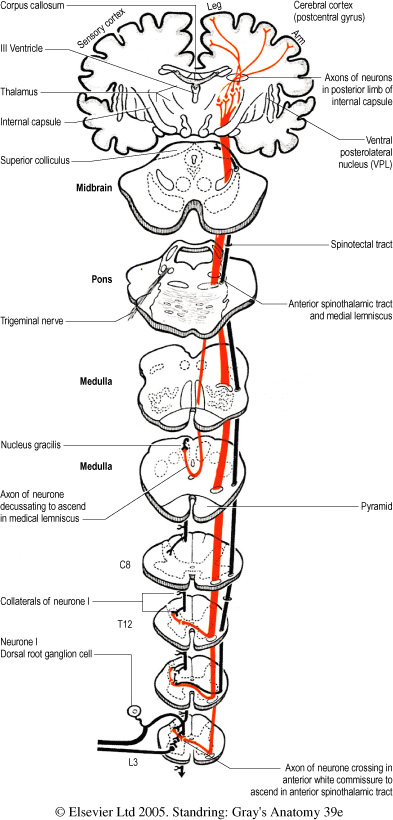 Corpus callosum
Sensory cortex
Leg
Cerebral cortex
(postcentral gyrus)
Arm
III Ventricle
Thalamus
Axons of neurons
in posterior limb of
internal capsule
Internal capsule
Ventral
posterolateral
nucleus (VPL)
Superior colliculus
Midbrain
Spinotectal tract
Pons
Anterior spinothalamic tract
and medial lemniscus
Trigeminal nerve
Medulla
Nucleus gracilis
Medulla
Axon of neurone
decussating to ascend
in medical lemniscus
Pyramid
C8
Collaterals of neurone I
T12
Neurone I
Dorsal root ganglion cell
L3
Axon of neurone crossing in
anterior white commissure to
ascend in anterior spinothalamic tract
© Elsevier Ltd 2005. Standring: Gray's Anatomy 39e